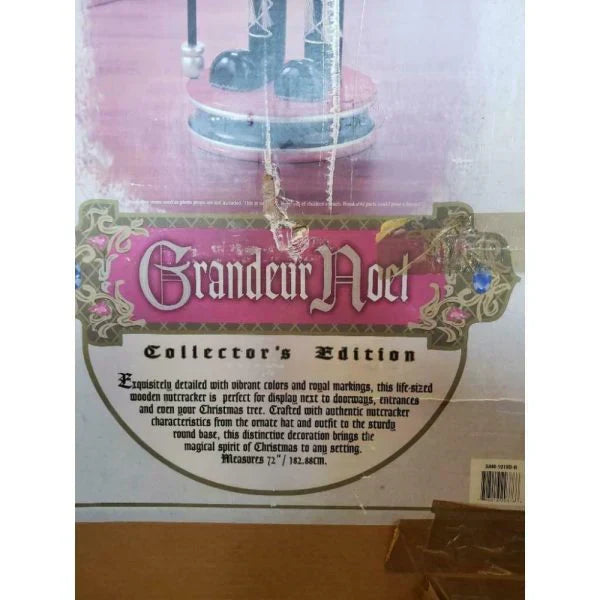 Grandeur Noel
Collector's Edition
Exquisitely detailed with vibrant colors and royal markings, this life-sized
wooden nutcracker is perfect for display next to doorways, entrances
and even your Christmas tree. Crafted with authentic nutcracker
characteristics from the ornate hat and outfit to the sturdy
round base, this distinctive decoration brings the
magical spirit of Christmas to any setting.
Measures 72"/ 182.88cm.